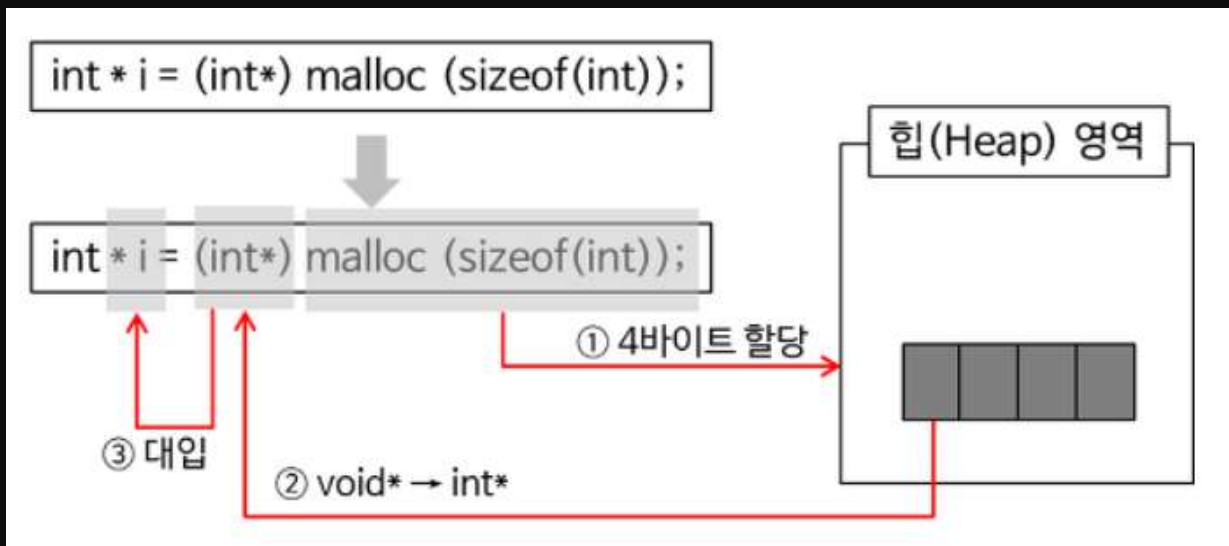 int * i = (int*) malloc (sizeof(int));
힙(Heap) 영역
int * i = (int*) malloc (sizeof(int));
① 4바이트 할당
③ 대입
② void* → int*